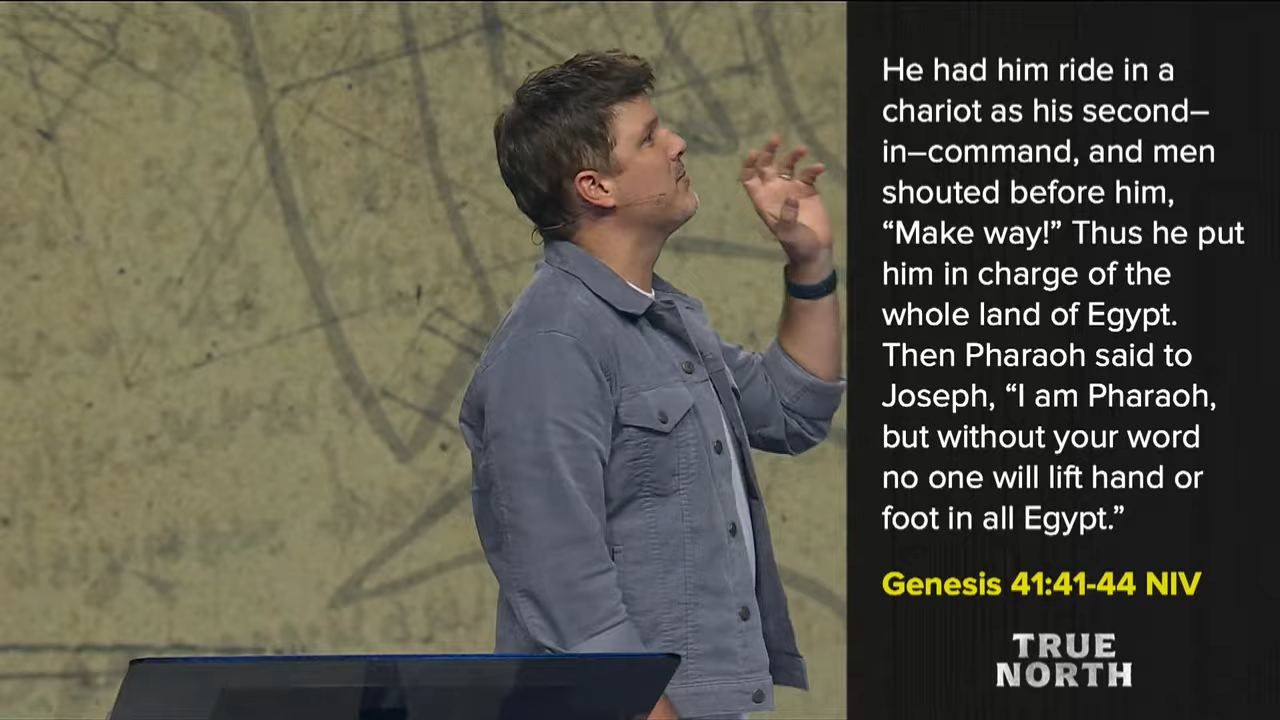 He had him ride in a
chariot as his second–
in–command, and men
shouted before him,
“Make way!” Thus he put
him in charge of the
whole land of Egypt.
Then Pharaoh said to
Joseph, “I am Pharaoh,
but without your word
no one will lift hand or
foot in all Egypt.”
Genesis 41:41-44 NIV
TRUE
NORTH